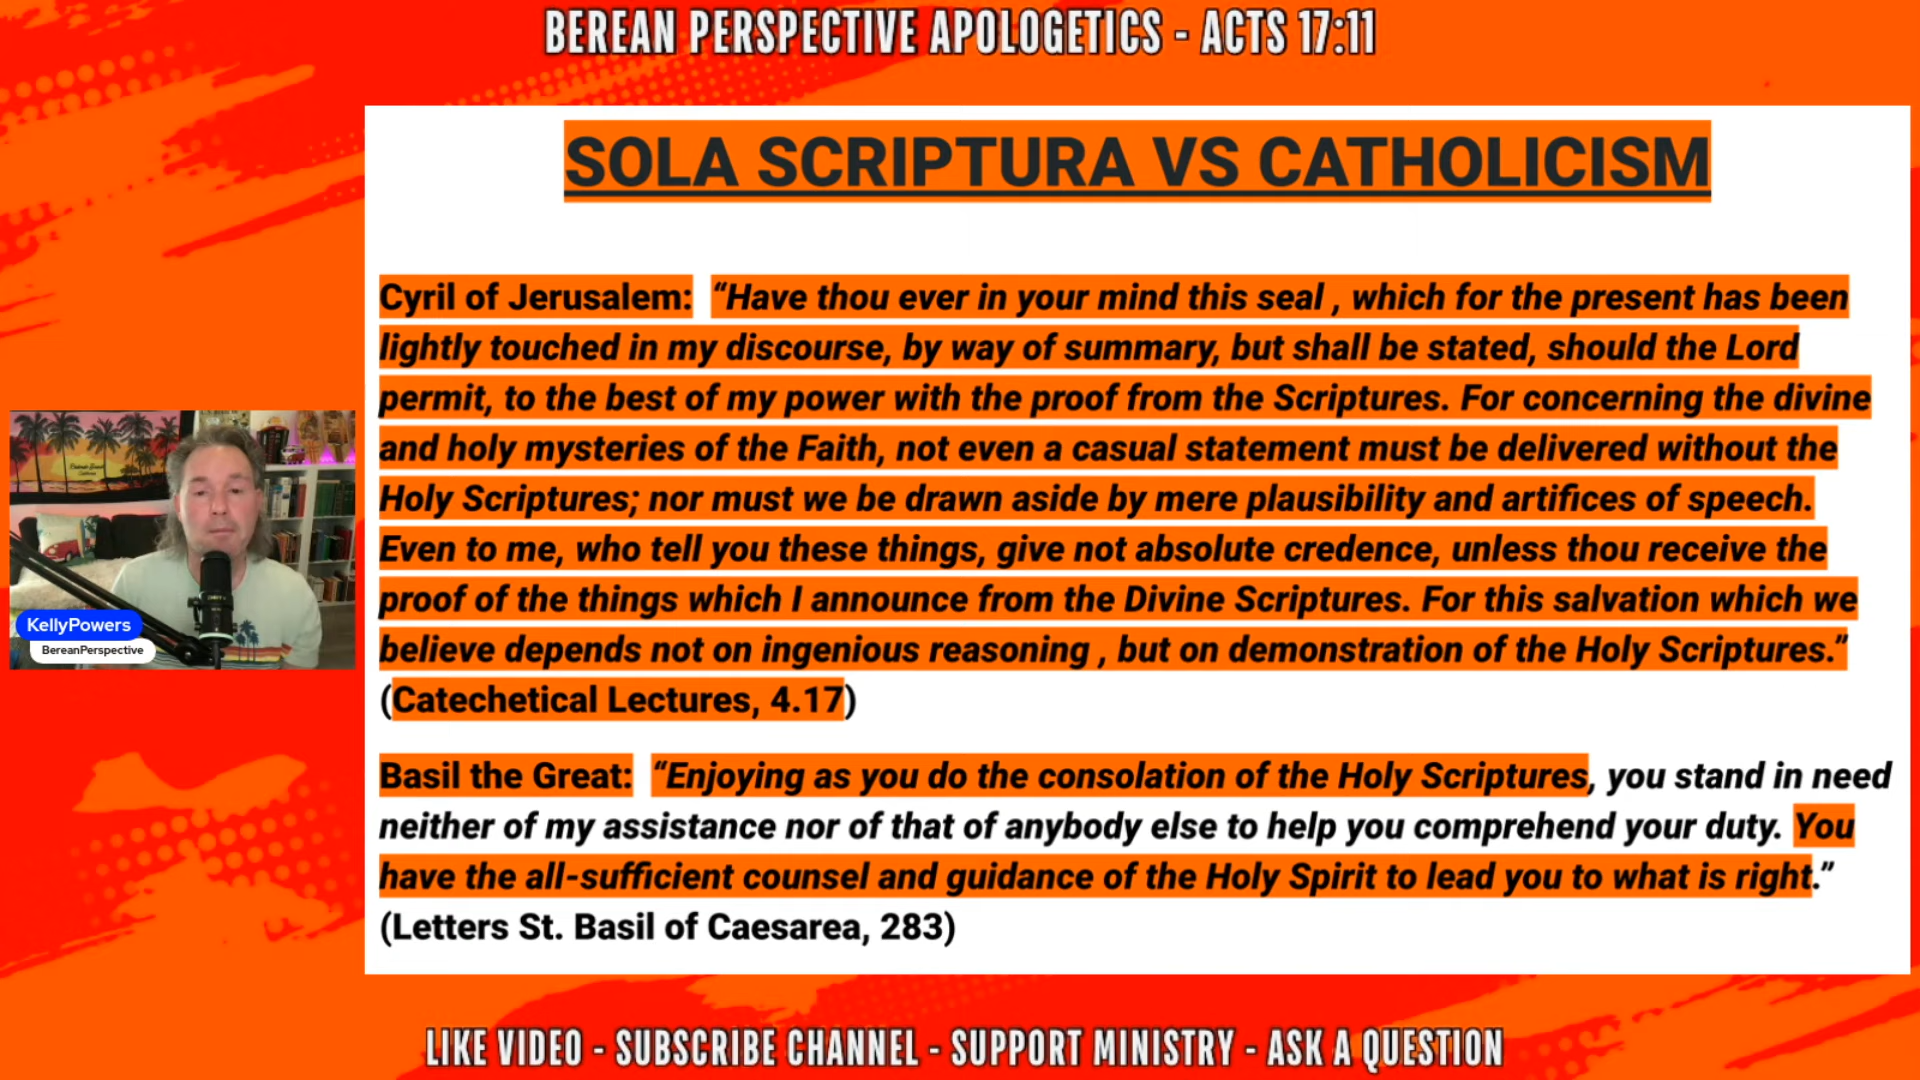 BEREAN PERSPECTIVE APOLOGETICS - ACTS 17:11
SOLA SCRIPTURA VS CATHOLICISM
Cyril of Jerusalem: “Have thou ever in your mind this seal , which for the present has been
lightly touched in my discourse, by way of summary, but shall be stated, should the Lord
permit, to the best of my power with the proof from the Scriptures. For concerning the divine
and holy mysteries of the Faith, not even a casual statement must be delivered without the
Holy Scriptures; nor must we be drawn aside by mere plausibility and artifices of speech.
Even to me, who tell you these things, give not absolute credence, unless thou receive the
proof of the things which I announce from the Divine Scriptures. For this salvation which we
believe depends not on ingenious reasoning , but on demonstration of the Holy Scriptures.”
(Catechetical Lectures, 4.17)
Basil the Great: “Enjoying as you do the consolation of the Holy Scriptures, you stand in need
neither of my assistance nor of that of anybody else to help you comprehend your duty. You
have the all-sufficient counsel and guidance of the Holy Spirit to lead you to what is right.”
(Letters St. Basil of Caesarea, 283)
KellyPowers
BereanPerspective
LIKE VIDEO - SUBSCRIBE CHANNEL - SUPPORT MINISTRY - ASK A QUESTION